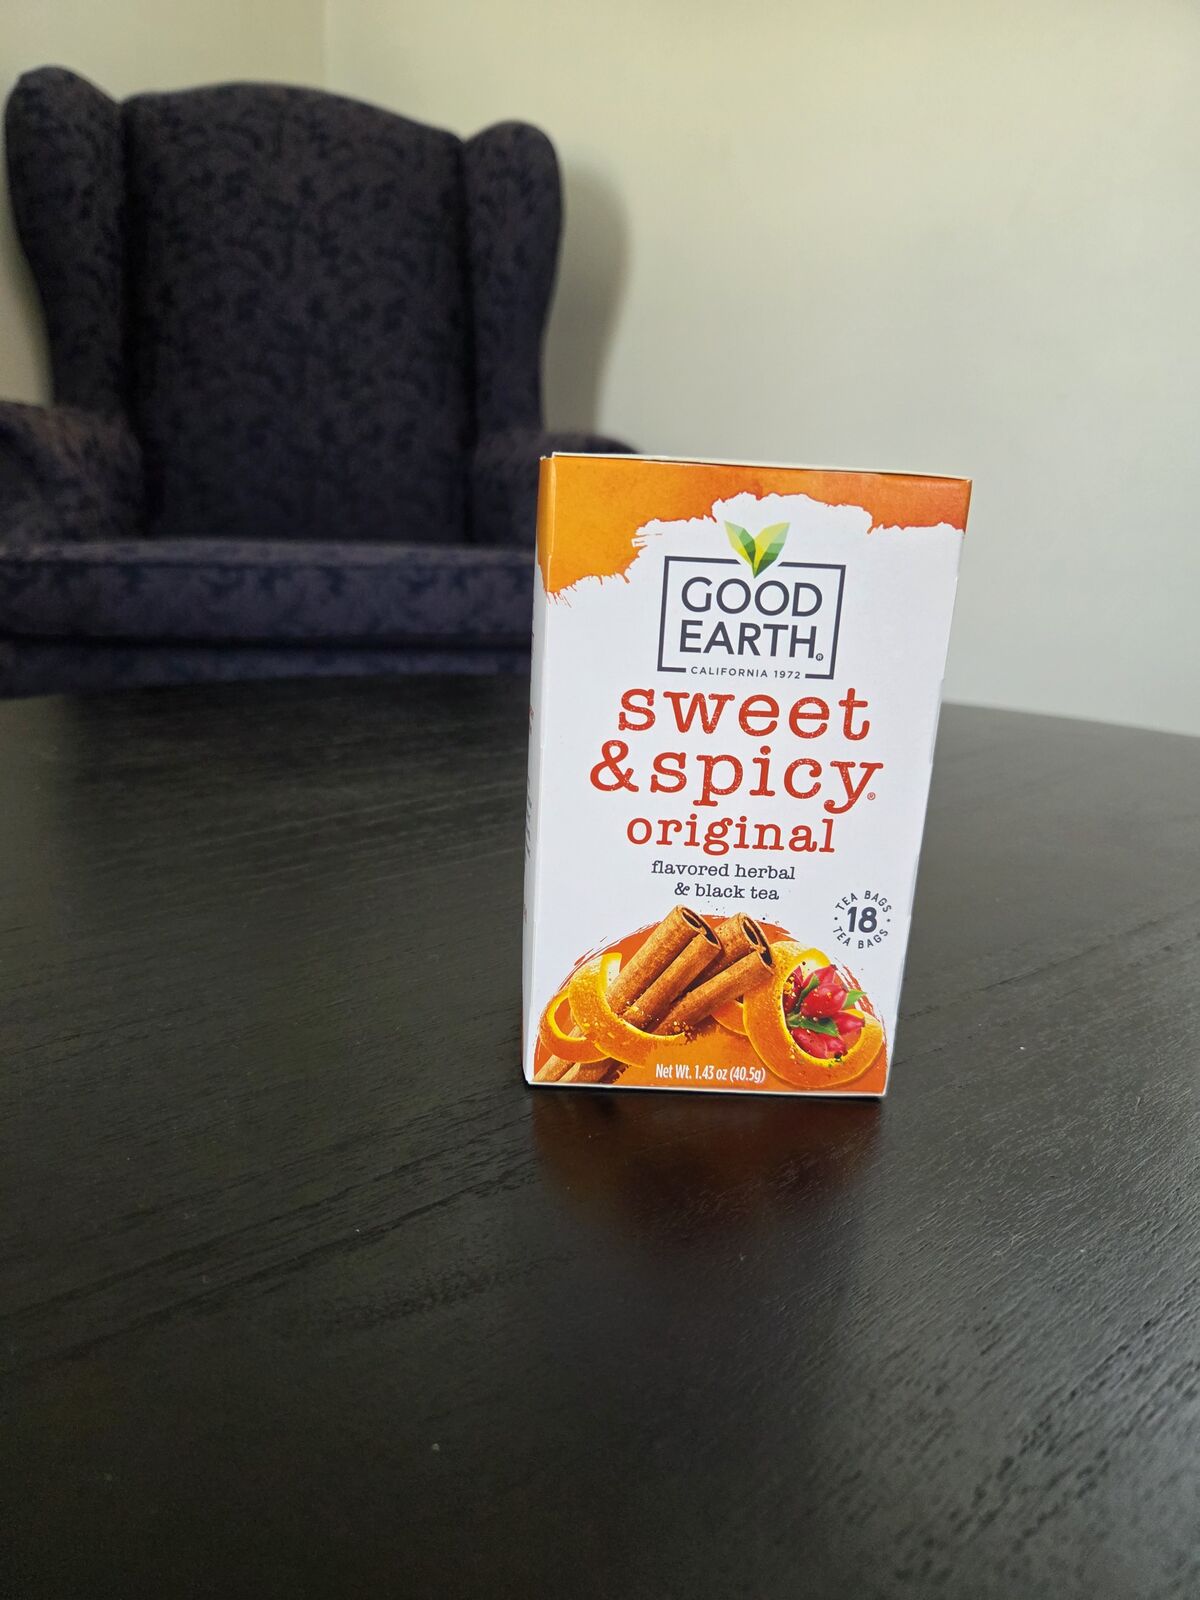 GOOD
EARTH®
CALIFORNIA 1972
sweet
&spicy®
original
flavored herbal
& black tea
TEA BAGS
18
TEA BAGS
Net Wt. 1.43 oz (40.5g)